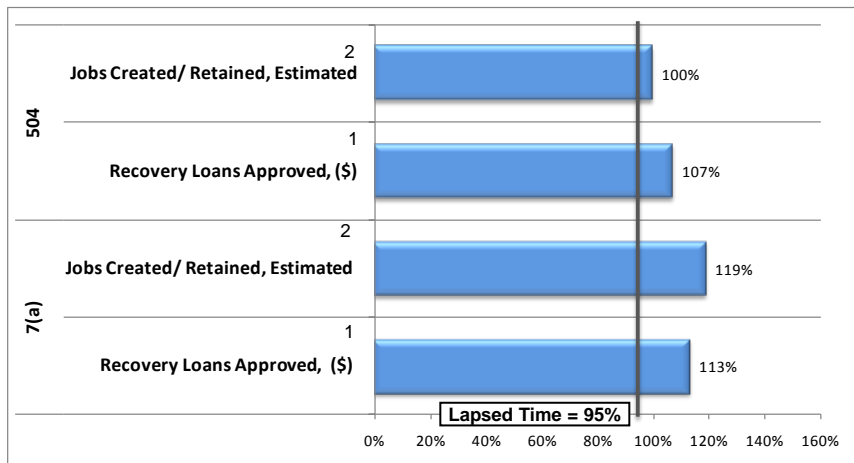 504
2
Jobs Created/ Retained, Estimated
100%
1
Recovery Loans Approved, ($)
107%
7(a)
2
Jobs Created/ Retained, Estimated
119%
1
Recovery Loans Approved, ($)
113%
Lapsed Time = 95%
0% 20% 40% 60% 80% 100% 120% 140% 160%